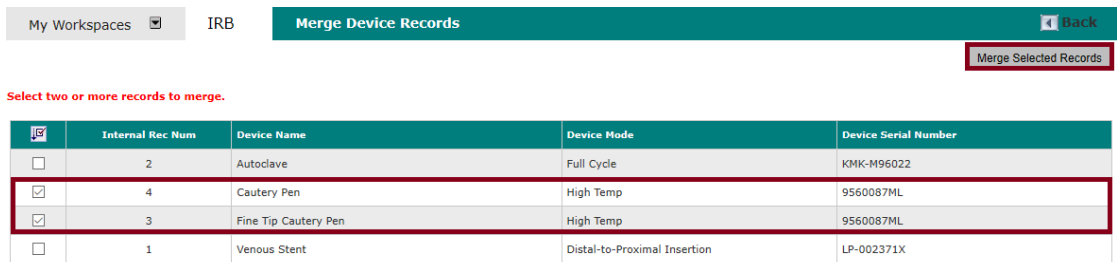 My Workspaces IRB Merge Device Records Back
Merge Selected Records
Select two or more records to merge.
Internal Rec Num Device Name Device Mode Device Serial Number
2 Autoclave Full Cycle KMK-M96022
4 Cautery Pen High Temp 9560087ML
3 Fine Tip Cautery Pen High Temp 9560087ML
1 Venous Stent Distal-to-Proximal Insertion LP-002371X